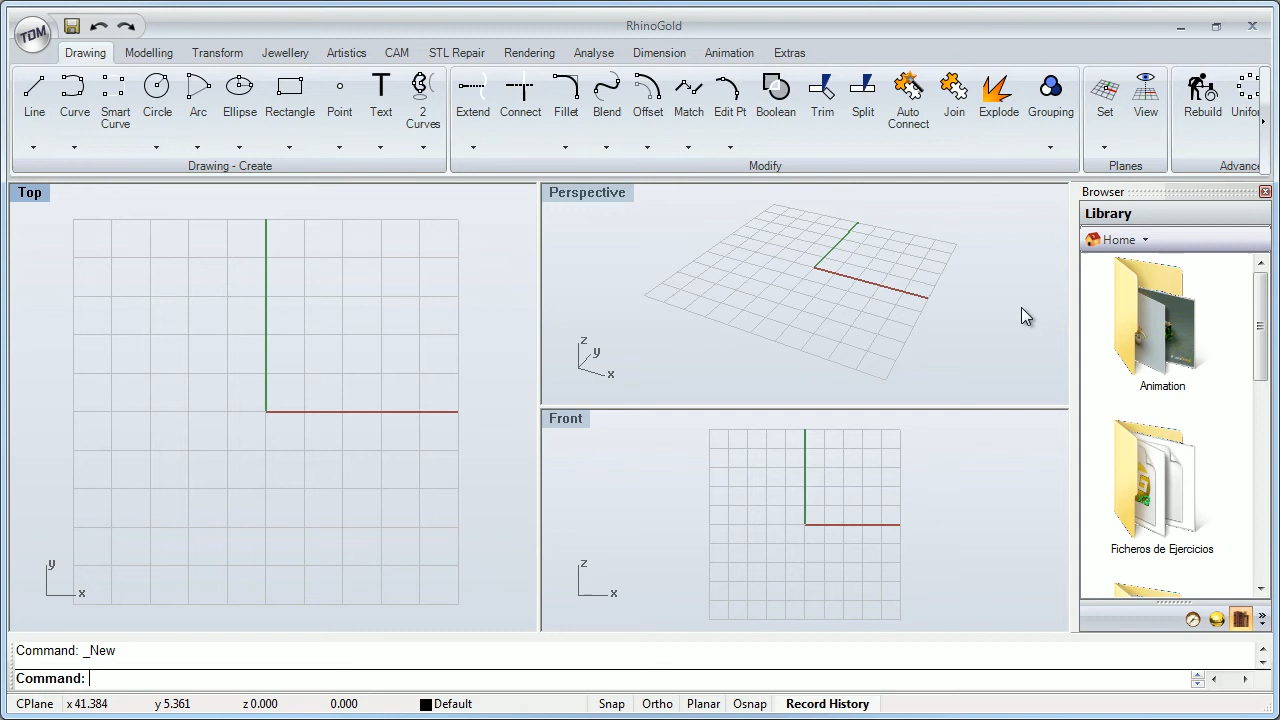 RhinoGold
TDM
Drawing Modelling Transform Jewellery Artistics CAM STL Repair Rendering Analyse Dimension Animation Extras
Line Curve Smart Curve Circle Arc Ellipse Rectangle Point Text 2 Curves
Extend Connect Fillet Blend Offset Match Edit Pt Boolean Trim Split Auto Connect Join Explode Grouping
Set View Rebuild Unifor
Drawing - Create Modify Planes Advance
Top
y
x
Perspective
z
y
x
Front
z
x
Browser
Library
Home
Animation
Ficheros de Ejercicios
Command: _New
Command:
CPlane x 41.384 y 5.361 z 0.000 0.000 Default Snap Ortho Planar Osnap Record History